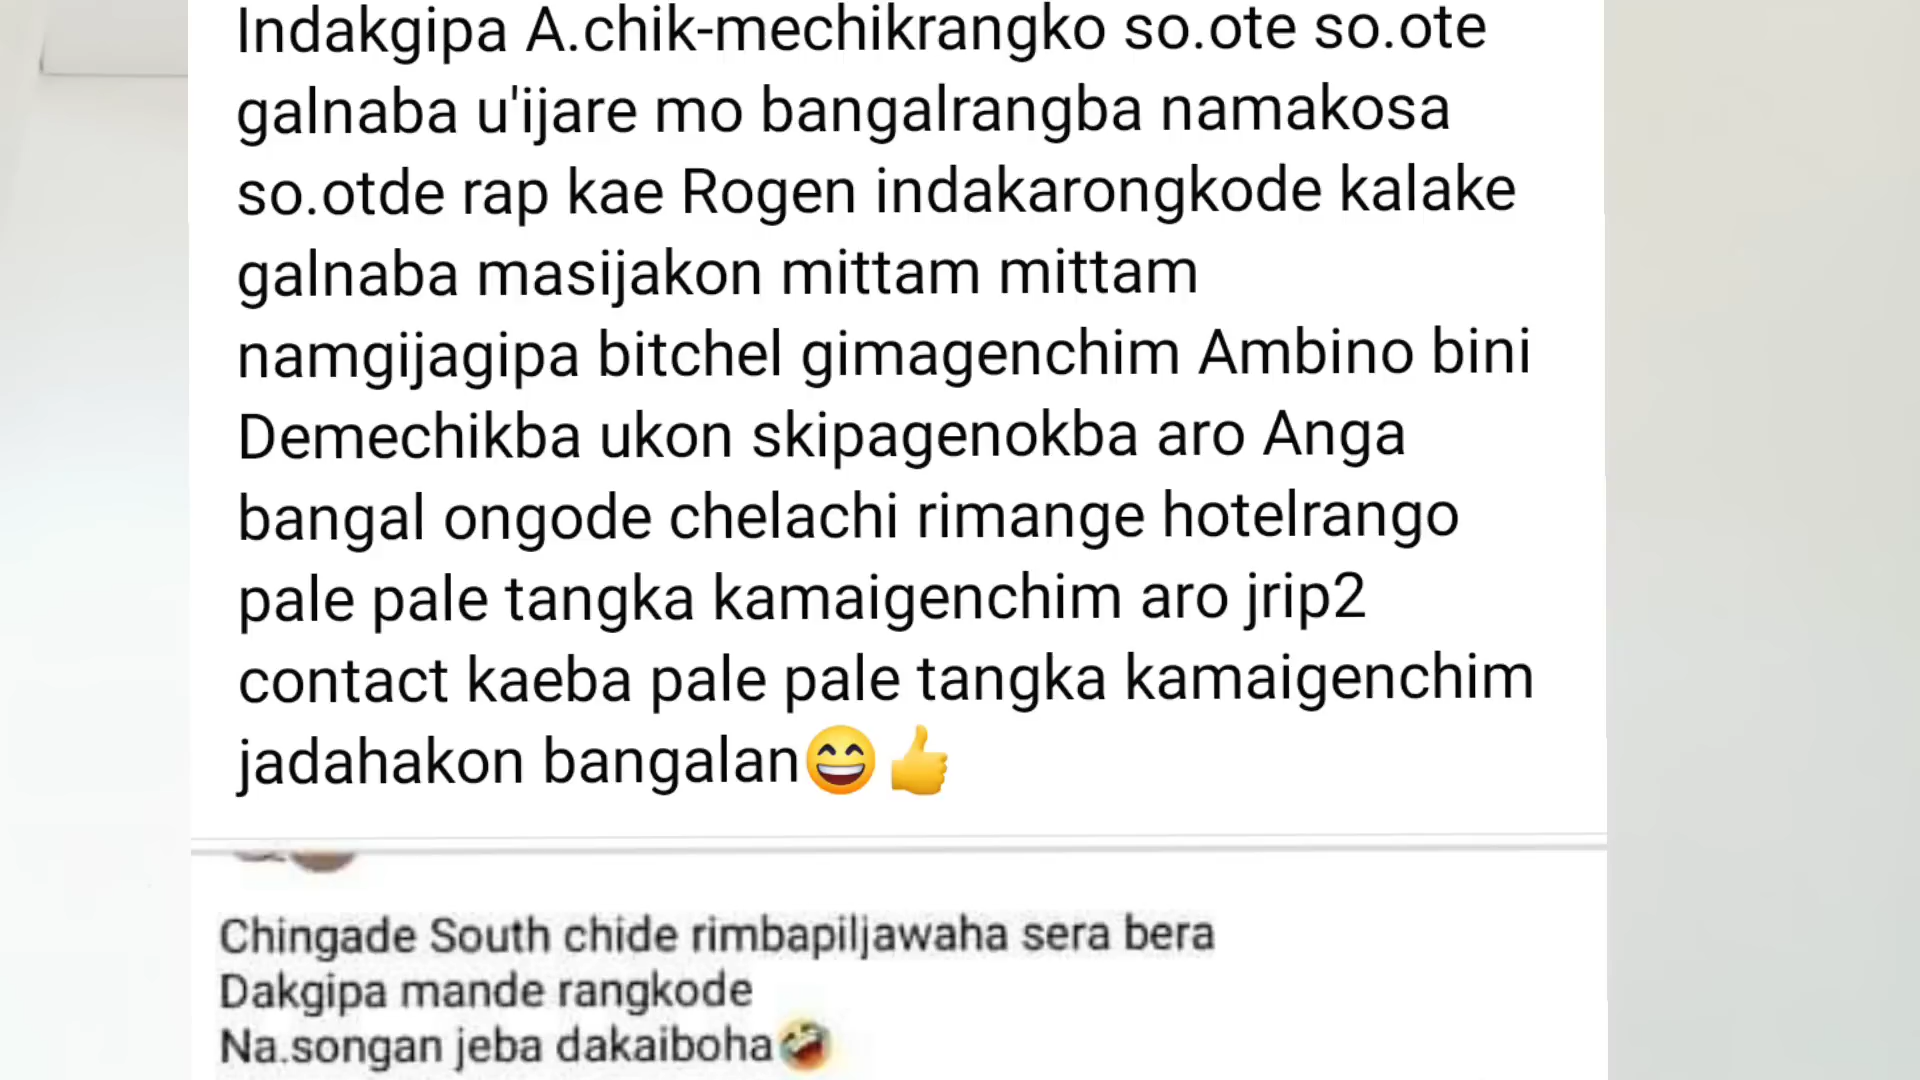 Indakgipa A.chik-mechikrangko so.ote so.ote
galnaba u'ijare mo bangalrangba namakosa
so.otde rap kae Rogen indakarongkode kalake
galnaba masijakon mittam mittam
namgijagipa bitchel gimagenchim Ambino bini
Demechikba ukon skipagenokba aro Anga
bangal ongode chelachi rimange hotelrango
pale pale tangka kamaigenchim aro jrip2
contact kaeba pale pale tangka kamaigenchim
jadahakon bangalan😄👍
Chingade South chide rimbapiljawaha sera bera
Dakgipa mande rangkode
Na.songan jeba dakaiboha🤣